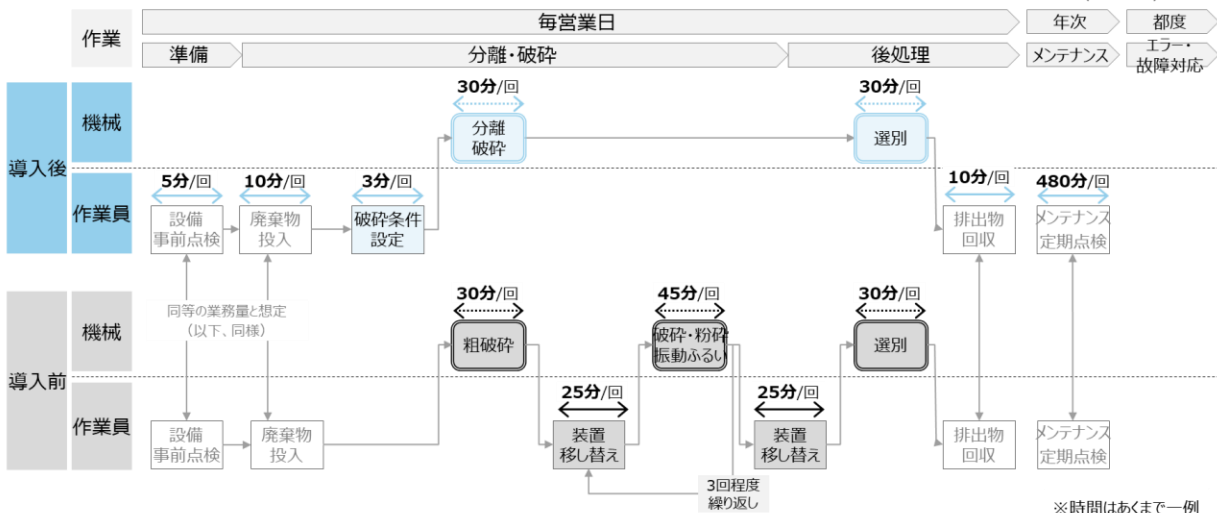 作業
毎営業日
年次
都度
準備
分離・破砕
後処理
メンテナンス
エラー・
故障対応
導入後
機械
30分/回
分離
破砕
30分/回
選別
作業員
5分/回
設備
事前点検
10分/回
廃棄物
投入
3分/回
破砕条件
設定
10分/回
排出物
回収
480分/回
メンテナンス
定期点検
同等の業務量と想定
(以下、同様)
導入前
機械
30分/回
粗破砕
45分/回
破砕・粉砕
振動ふるい
30分/回
選別
作業員
設備
事前点検
廃棄物
投入
25分/回
装置
移し替え
25分/回
装置
移し替え
排出物
回収
メンテナンス
定期点検
3回程度
繰り返し
※時間はあくまで一例